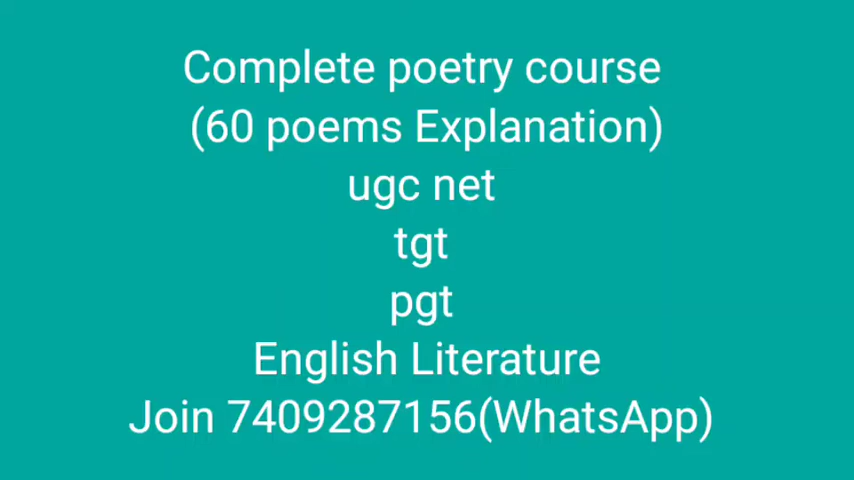 Complete poetry course
(60 poems Explanation)
ugc net
tgt
pgt
English Literature
Join 7409287156(WhatsApp)